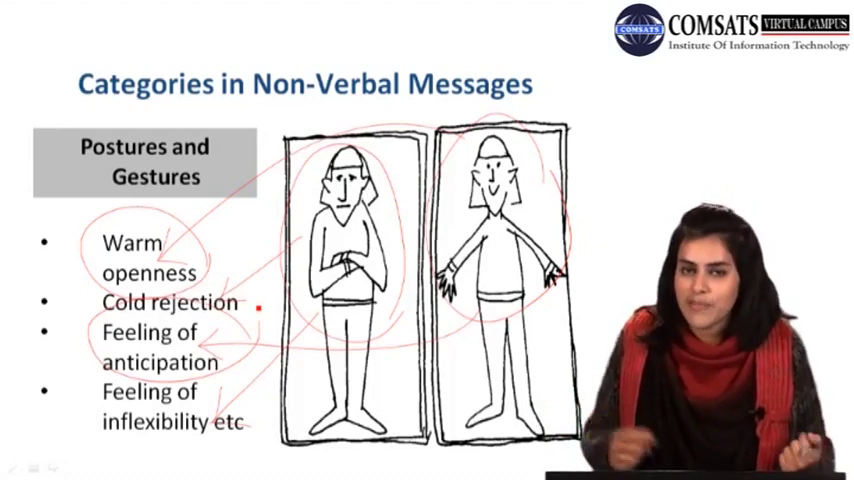 COMSATS VIRTUAL CAMPUS
COMSATS
Institute Of Information Technology
Categories in Non-Verbal Messages
Postures and
Gestures
• Warm
openness
• Cold rejection
• Feeling of
anticipation
• Feeling of
inflexibility etc